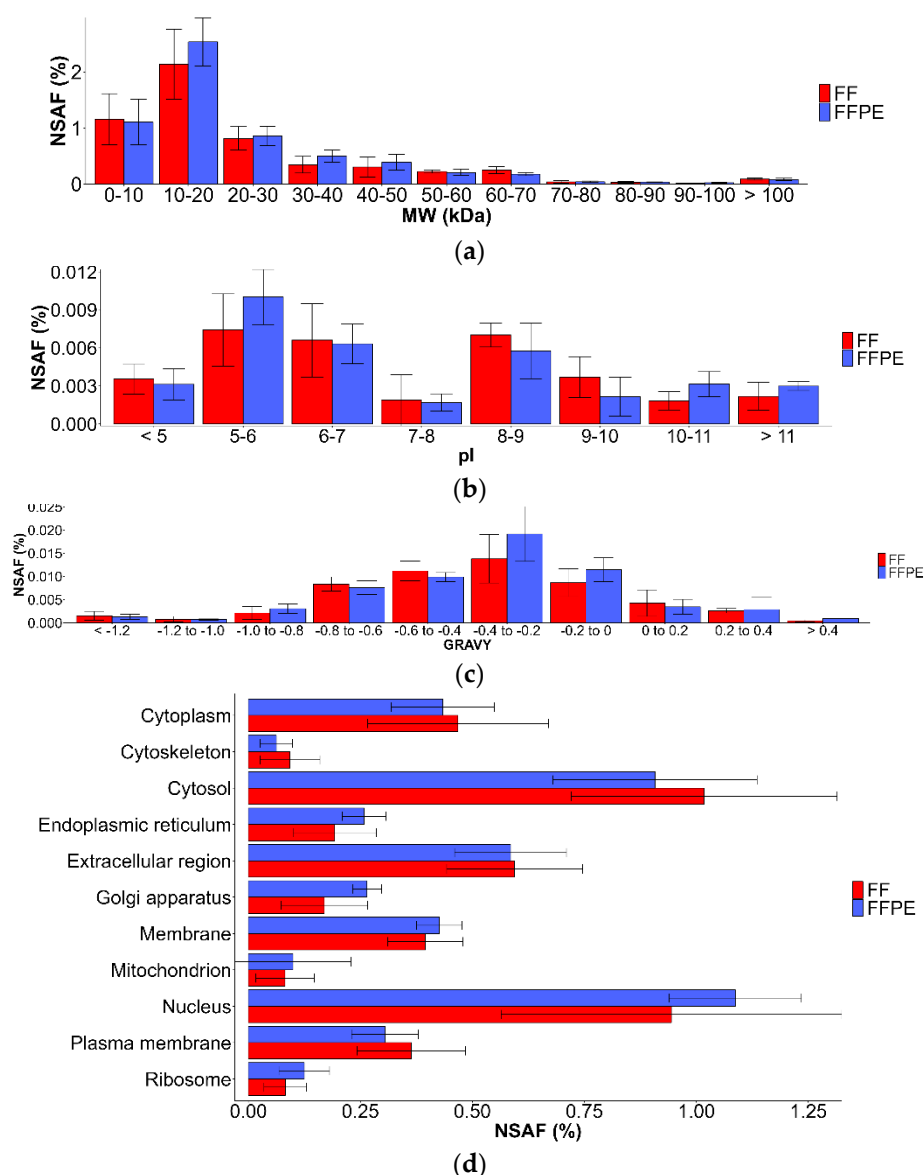 NSAF (%)
2
1
0
0-10 10-20 20-30 30-40 40-50 50-60 60-70 70-80 80-90 90-100 > 100
MW (kDa)
FF
FFPE
(a)
NSAF (%)
0.012
0.009
0.006
0.003
0.000
< 5 5-6 6-7 7-8 8-9 9-10 10-11 > 11
pI
FF
FFPE
(b)
NSAF (%)
0.025
0.020
0.015
0.010
0.005
0.000
< -1.2 -1.2 to -1.0 -1.0 to -0.8 -0.8 to -0.6 -0.6 to -0.4 -0.4 to -0.2 -0.2 to 0 0 to 0.2 0.2 to 0.4 > 0.4
GRAVY
FF
FFPE
(c)
Cytoplasm
Cytoskeleton
Cytosol
Endoplasmic reticulum
Extracellular region
Golgi apparatus
Membrane
Mitochondrion
Nucleus
Plasma membrane
Ribosome
0.00 0.25 0.50 0.75 1.00 1.25
NSAF (%)
FF
FFPE
(d)